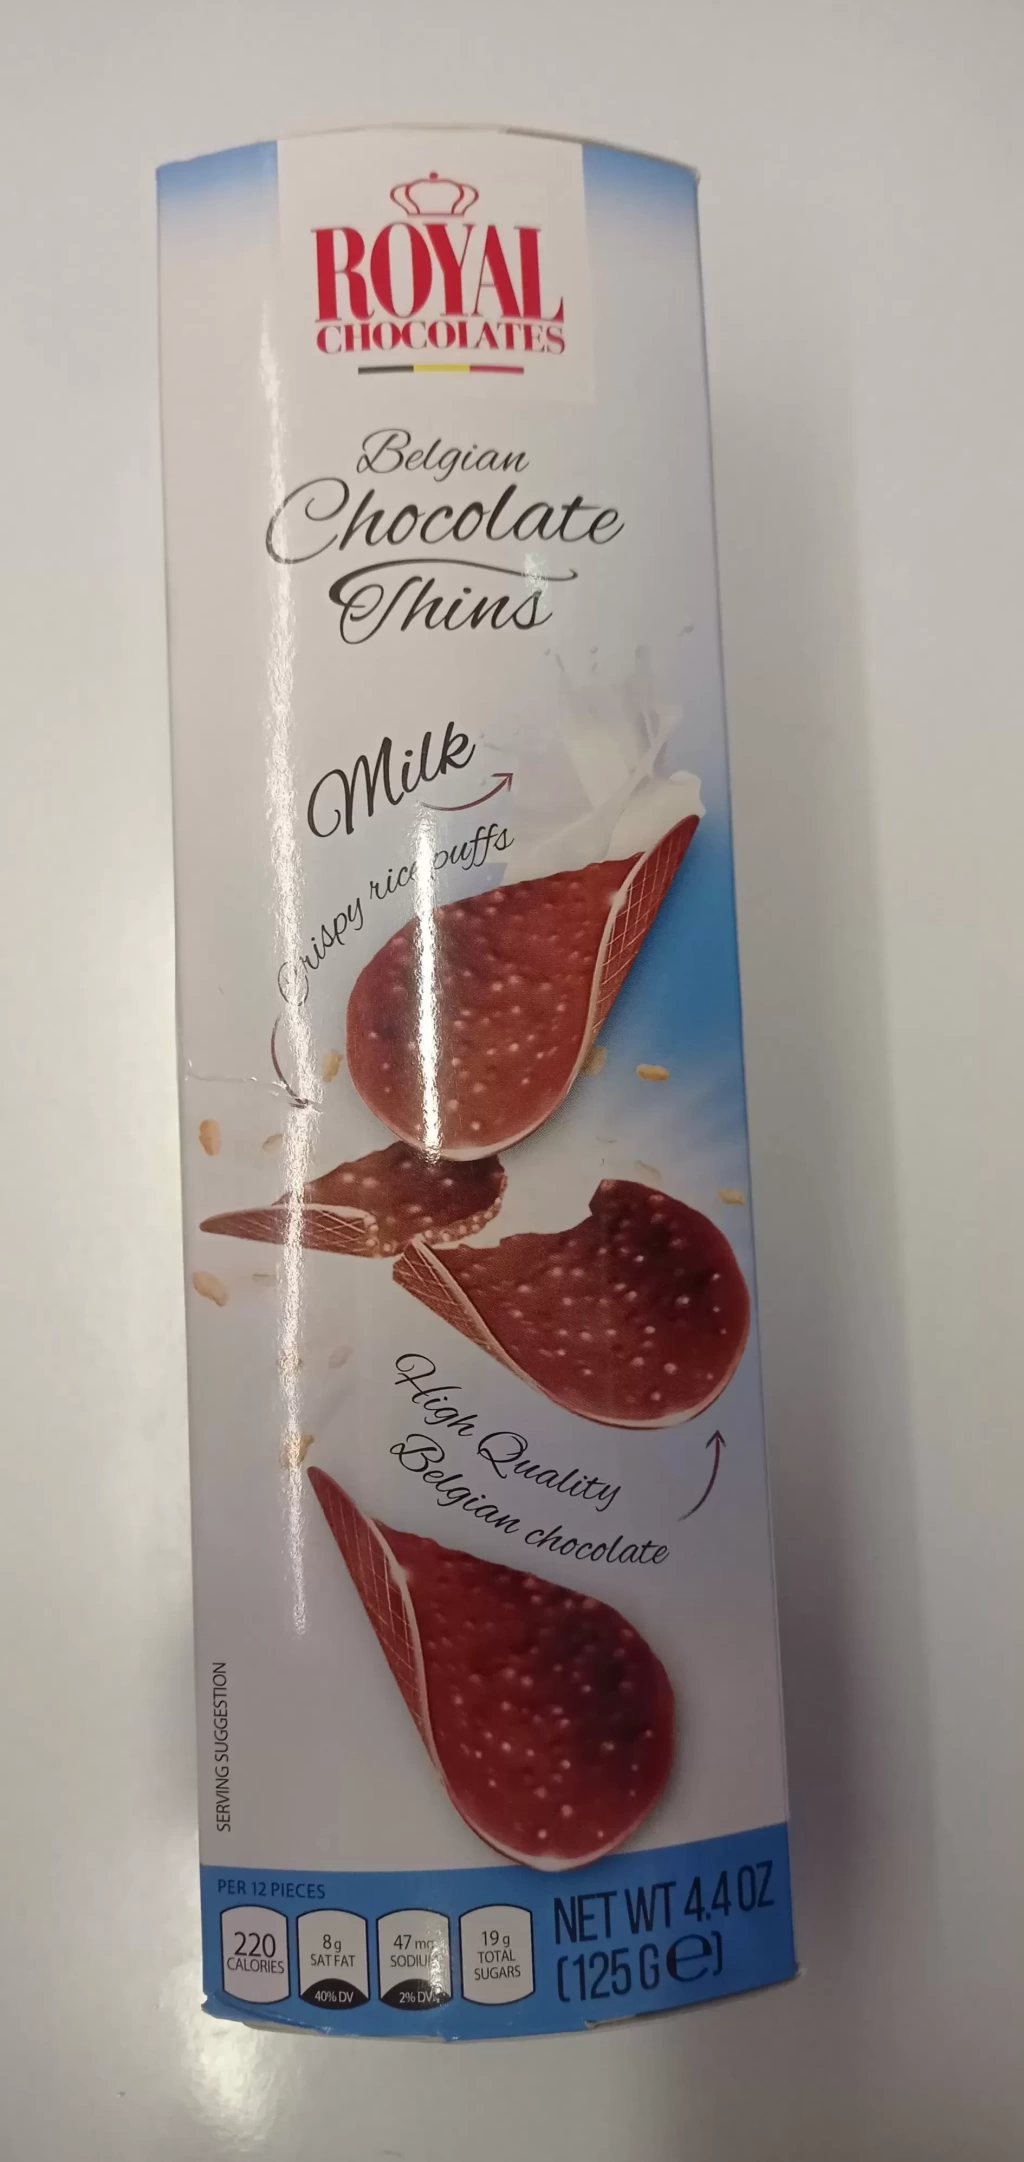 ROYAL
CHOCOLATES
Belgian
Chocolate
Thins
Milk
Crispy rice puffs
High Quality
Belgian chocolate
SERVING SUGGESTION
PER 12 PIECES
220
CALORIES
8g
SAT FAT
40% DV
47 mg
SODIUM
2% DV
19g
TOTAL
SUGARS
NET WT 4.4 OZ
(125 G e)